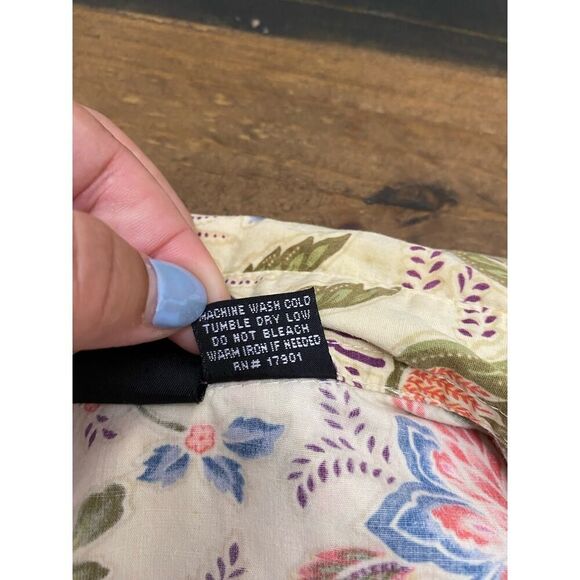 MACHINE WASH COLD
TUMBLE DRY LOW
DO NOT BLEACH
WARM IRON IF NEEDED
RN# 17901